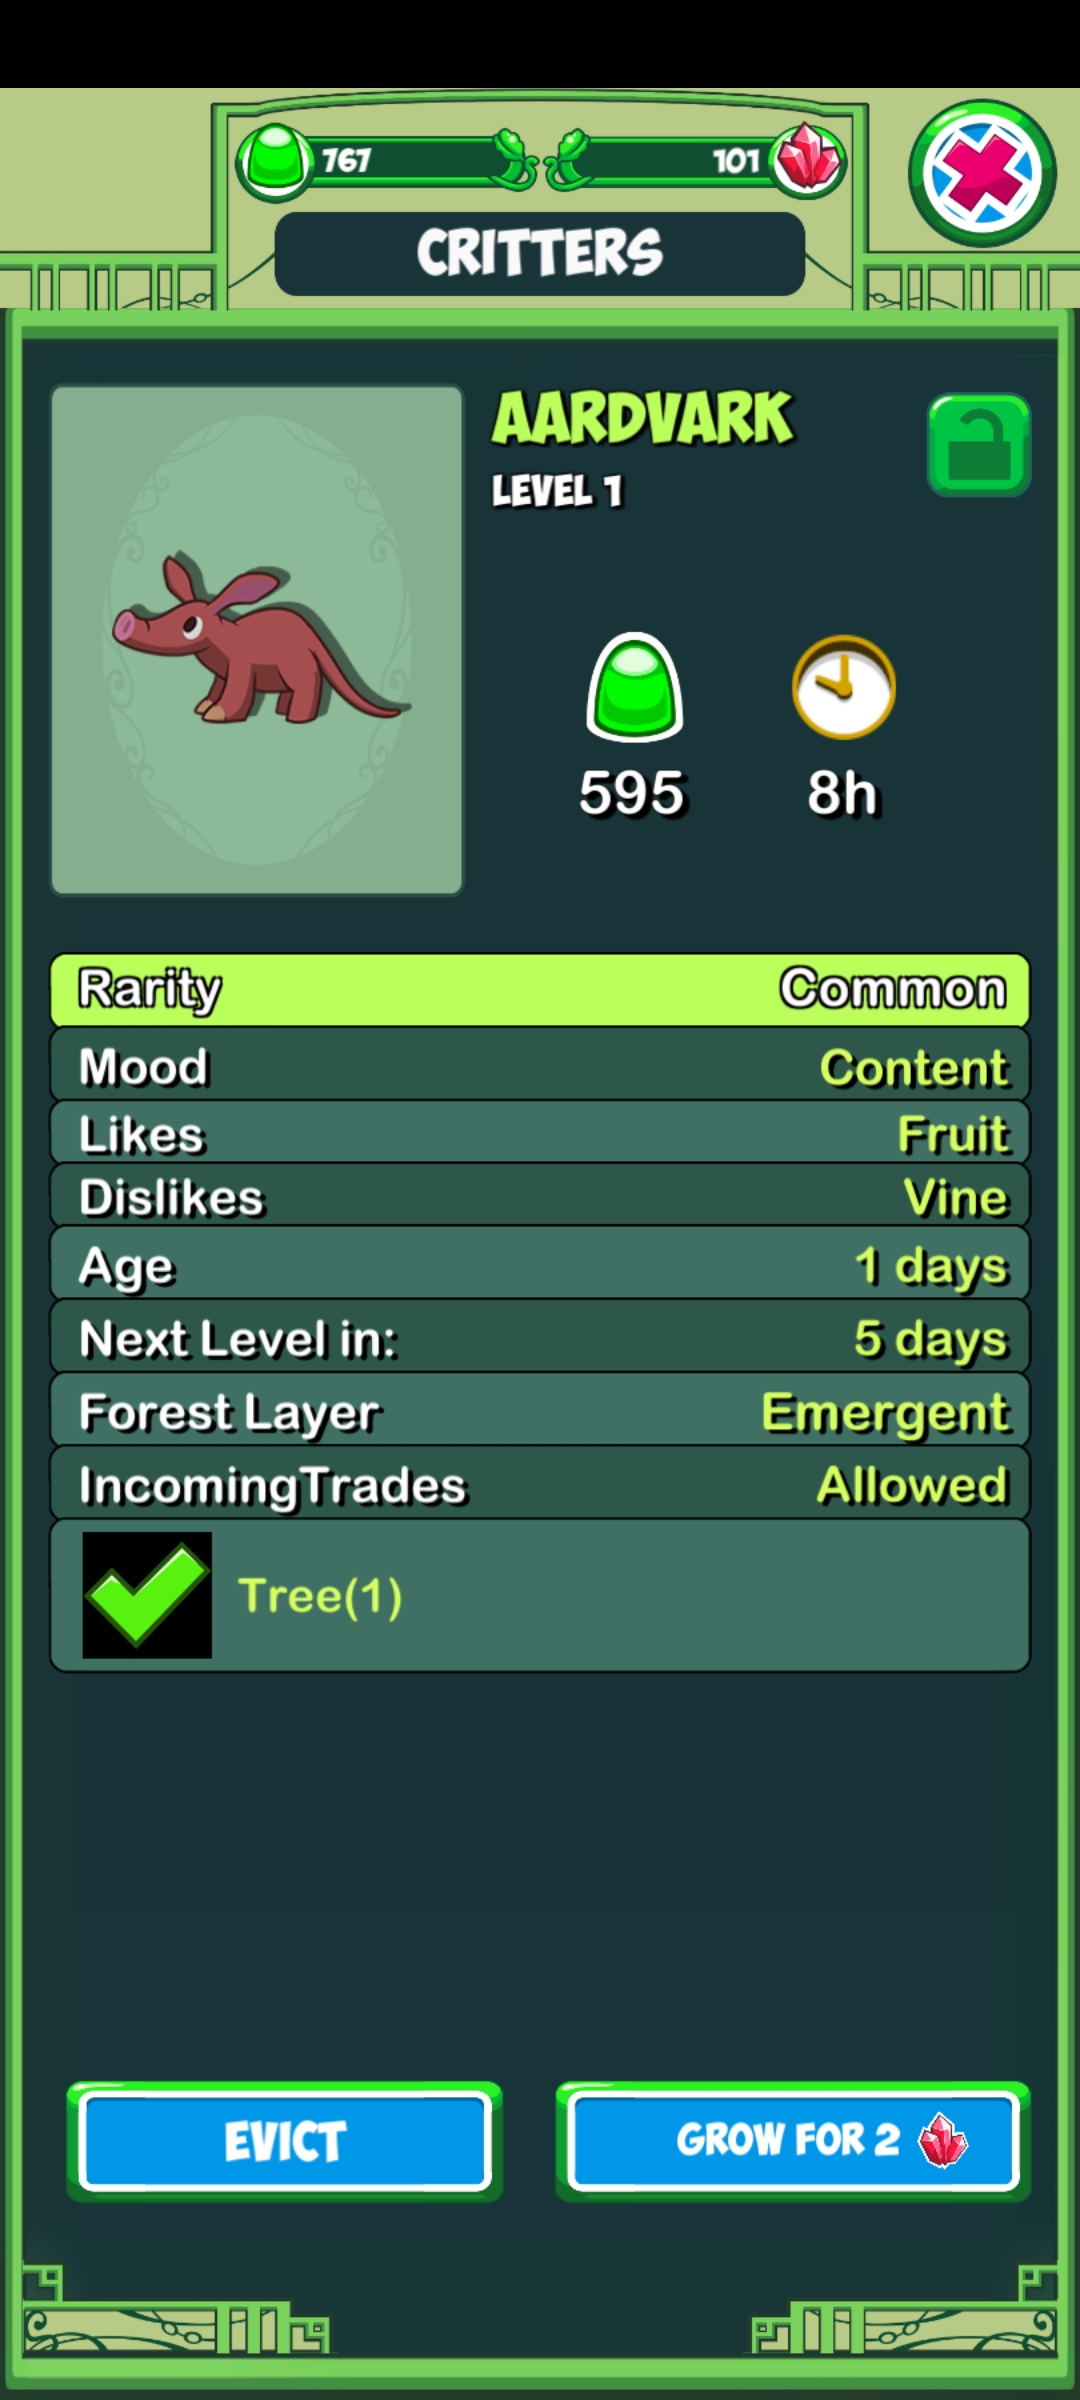 767
101
CRITTERS
AARDVARK
LEVEL 1
595
8h
Rarity Common
Mood Content
Likes Fruit
Dislikes Vine
Age 1 days
Next Level in: 5 days
Forest Layer Emergent
IncomingTrades Allowed
Tree(1)
EVICT
GROW FOR 2